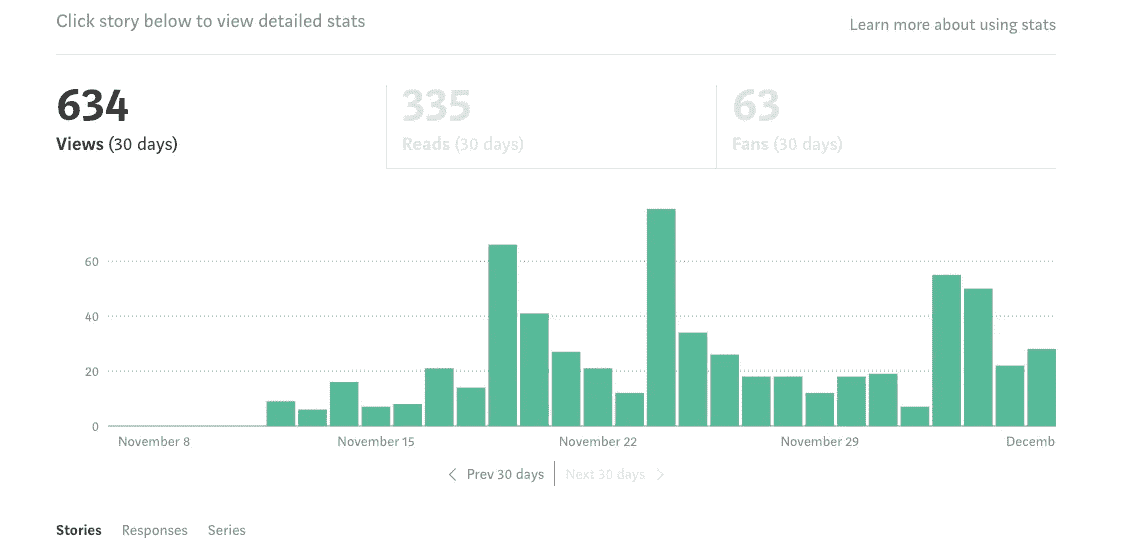 Click story below to view detailed stats
Learn more about using stats
634
Views (30 days)
335
Reads (30 days)
63
Fans (30 days)
60
40
20
0
November 8
November 15
November 22
November 29
Decemb
Prev 30 days
Next 30 days
Stories
Responses
Series